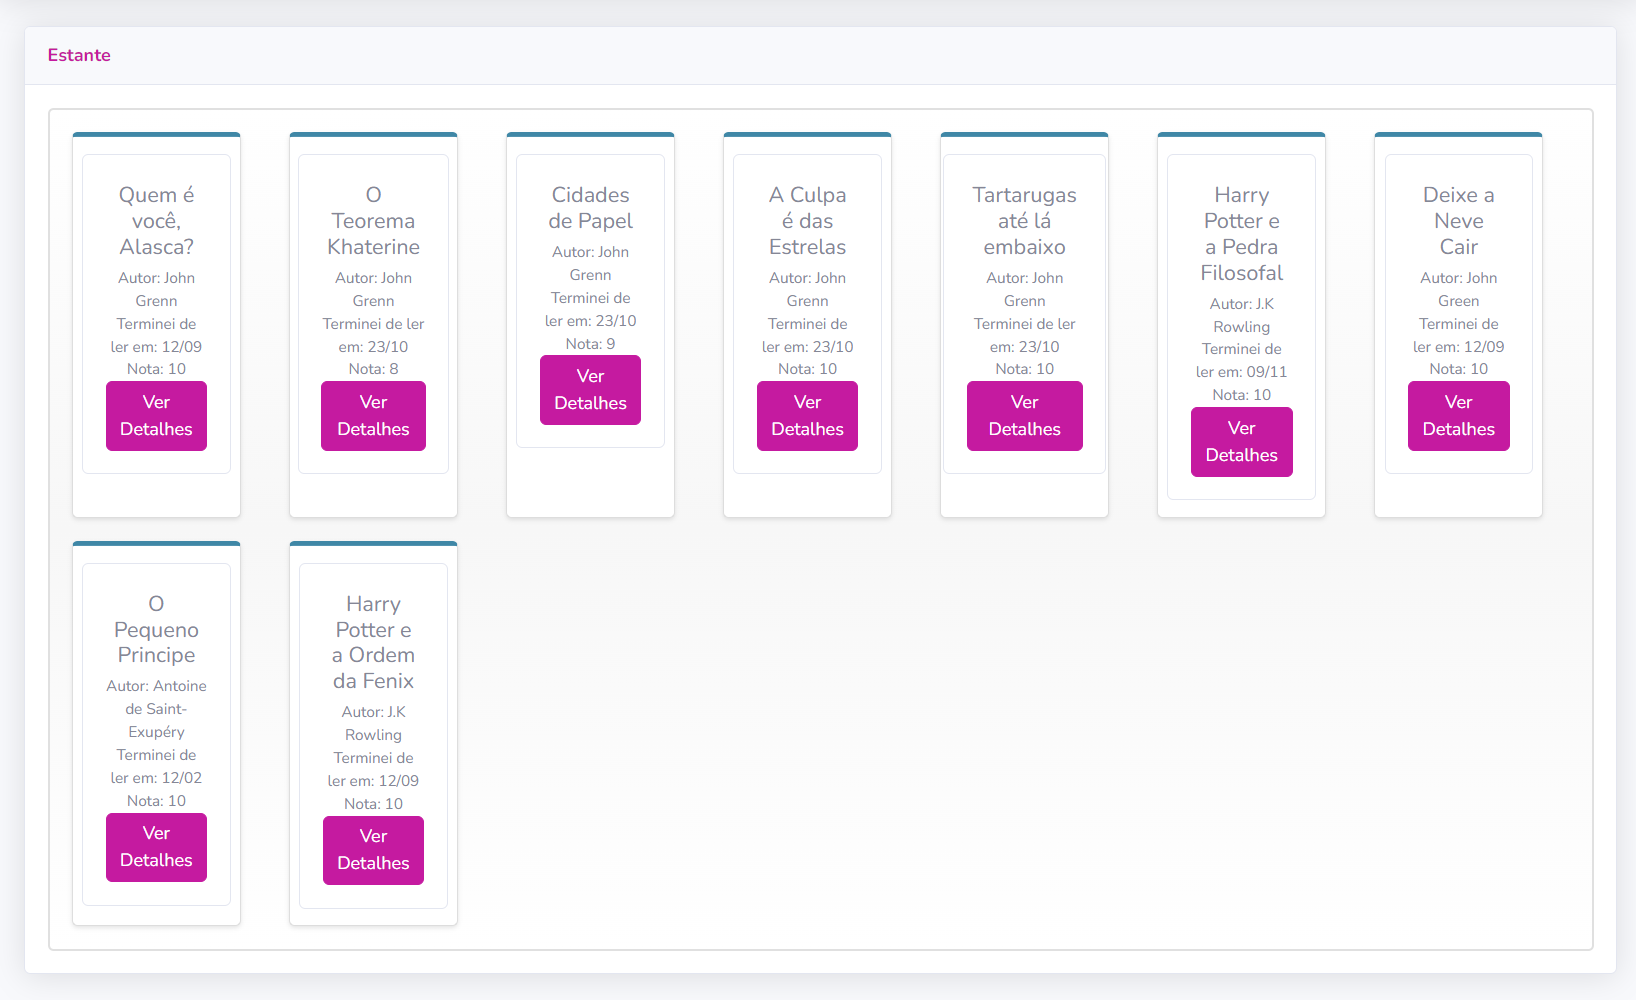 Estante
Quem é
você,
Alasca?
Autor: John
Grenn
Terminei de
ler em: 12/09
Nota: 10
Ver
Detalhes
O
Teorema
Khaterine
Autor: John
Grenn
Terminei de ler
em: 23/10
Nota: 8
Ver
Detalhes
Cidades
de Papel
Autor: John
Grenn
Terminei de
ler em: 23/10
Nota: 9
Ver
Detalhes
A Culpa
é das
Estrelas
Autor: John
Grenn
Terminei de
ler em: 23/10
Nota: 10
Ver
Detalhes
Tartarugas
até lá
embaixo
Autor: John
Grenn
Terminei de ler
em: 23/10
Nota: 10
Ver
Detalhes
Harry
Potter e
a Pedra
Filosofal
Autor: J.K
Rowling
Terminei de
ler em: 09/11
Nota: 10
Ver
Detalhes
Deixe a
Neve
Cair
Autor: John
Green
Terminei de
ler em: 12/09
Nota: 10
Ver
Detalhes
O
Pequeno
Principe
Autor: Antoine
de Saint-
Exupéry
Terminei de
ler em: 12/02
Nota: 10
Ver
Detalhes
Harry
Potter e
a Ordem
da Fenix
Autor: J.K
Rowling
Terminei de
ler em: 12/09
Nota: 10
Ver
Detalhes